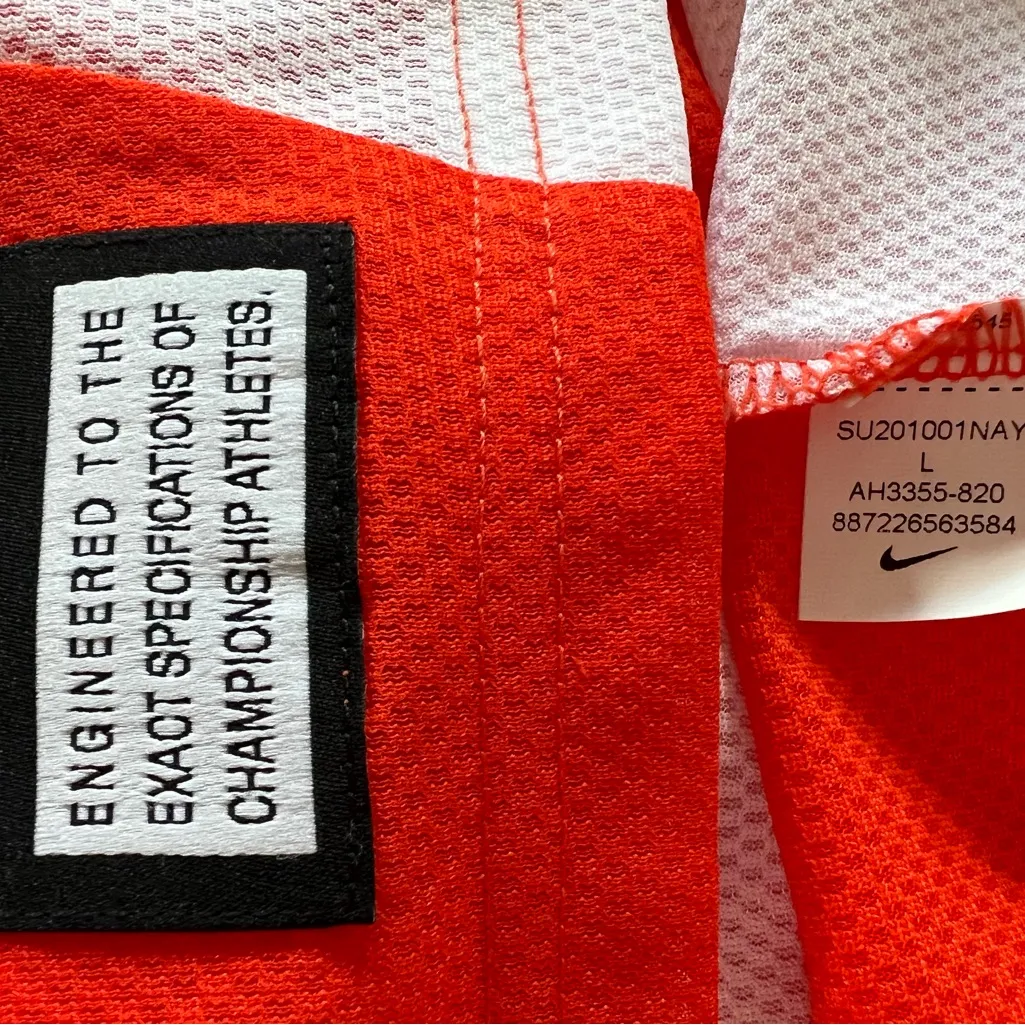 ENGINEERED TO THE
EXACT SPECIFICATIONS OF
CHAMPIONSHIP ATHLETES.
SU201001NAY
L
AH3355-820
887226563584